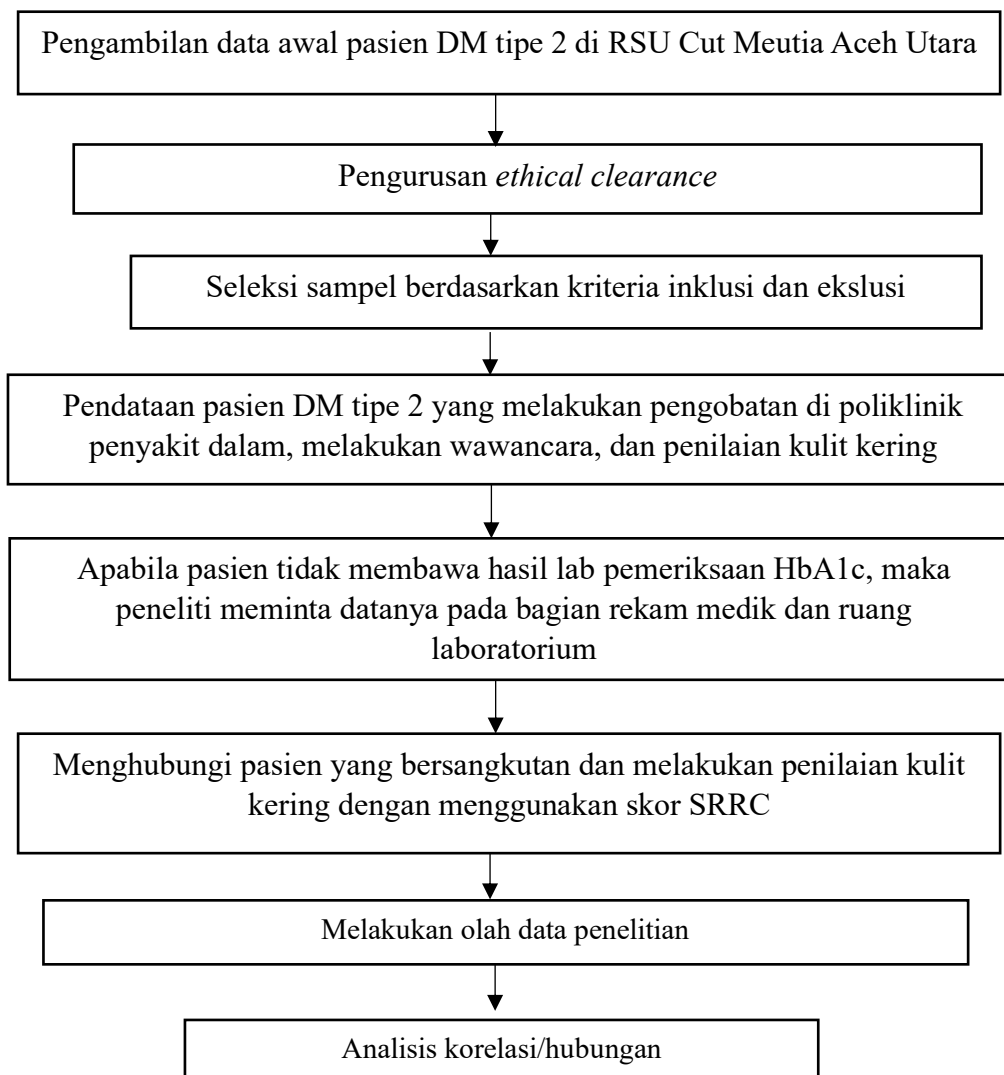 Pengambilan data awal pasien DM tipe 2 di RSU Cut Meutia Aceh Utara
Pengurusan ethical clearance
Seleksi sampel berdasarkan kriteria inklusi dan ekslusi
Pendataan pasien DM tipe 2 yang melakukan pengobatan di poliklinik
penyakit dalam, melakukan wawancara, dan penilaian kulit kering
Apabila pasien tidak membawa hasil lab pemeriksaan HbA1c, maka
peneliti meminta datanya pada bagian rekam medik dan ruang
laboratorium
Menghubungi pasien yang bersangkutan dan melakukan penilaian kulit
kering dengan menggunakan skor SRRC
Melakukan olah data penelitian
Analisis korelasi/hubungan